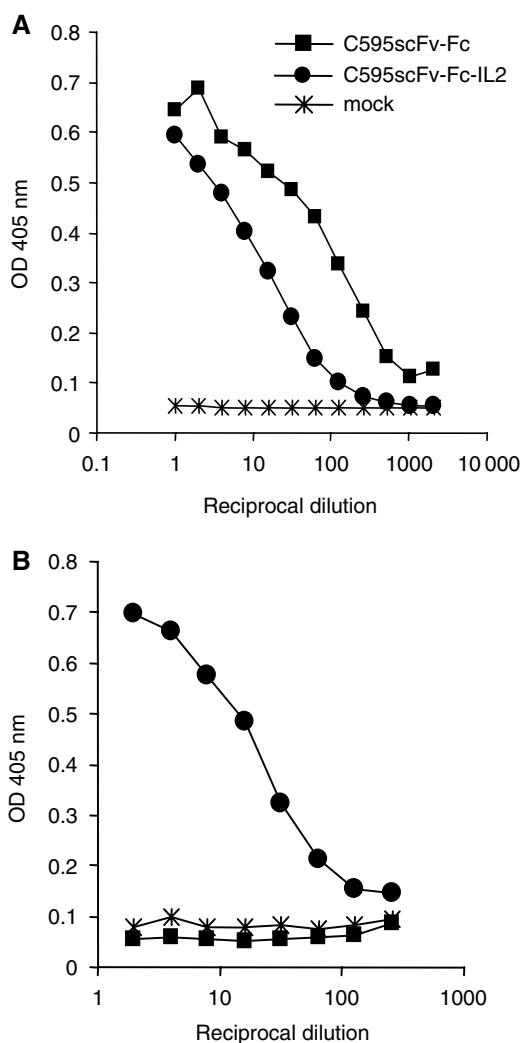 A
0.8
0.7
0.6
0.5
0.4
0.3
0.2
0.1
0
OD 405 nm
C595scFv-Fc
C595scFv-Fc-IL2
mock
0.1 1 10 100 1000 10 000
Reciprocal dilution
B
0.8
0.7
0.6
0.5
0.4
0.3
0.2
0.1
0
OD 405 nm
1 10 100 1000
Reciprocal dilution